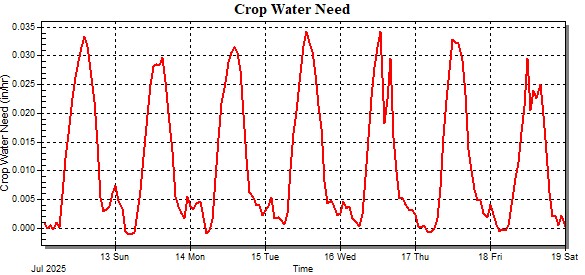 Crop Water Need
Crop Water Need (in/hr)
0.035
0.030
0.025
0.020
0.015
0.010
0.005
0.000
13 Sun 14 Mon 15 Tue 16 Wed 17 Thu 18 Fri 19 Sat
Jul 2025 Time